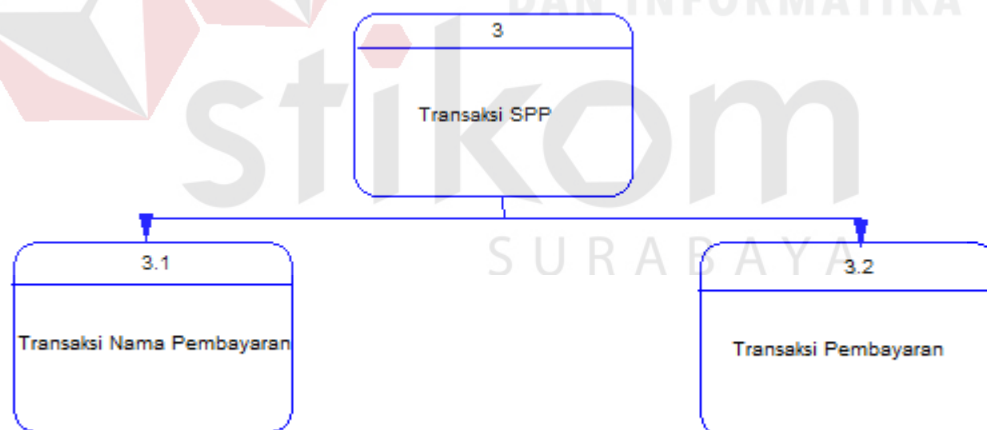 DAN INFORMATIKA
3
Transaksi SPP
stikom
SURABAYA
3.1
Transaksi Nama Pembayaran
3.2
Transaksi Pembayaran